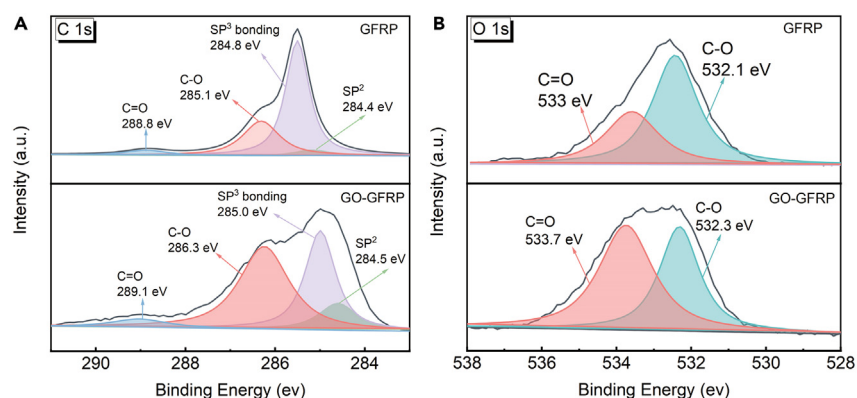 A
C 1s
GFRP
SP³ bonding
284.8 eV
C-O
285.1 eV
C=O
288.8 eV
SP²
284.4 eV
GO-GFRP
SP³ bonding
285.0 eV
C-O
286.3 eV
SP²
284.5 eV
C=O
289.1 eV
Intensity (a.u.)
290 288 286 284
Binding Energy (ev)
B
O 1s
GFRP
C-O
532.1 eV
C=O
533 eV
GO-GFRP
C=O
533.7 eV
C-O
532.3 eV
Intensity (a.u.)
538 536 534 532 530 528
Binding Energy (ev)